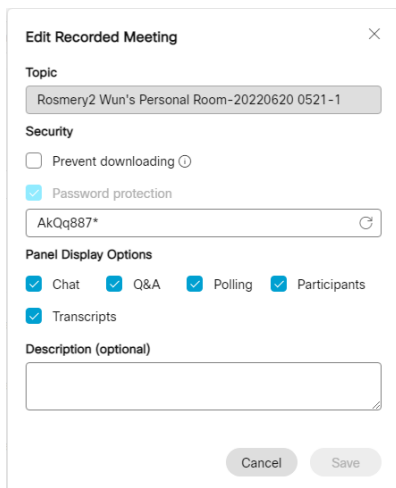 Edit Recorded Meeting
Topic
Rosmery2 Wun's Personal Room-20220620 0521-1
Security
Prevent downloading
Password protection
AkQq887*
Panel Display Options
Chat Q&A Polling Participants
Transcripts
Description (optional)
Cancel Save